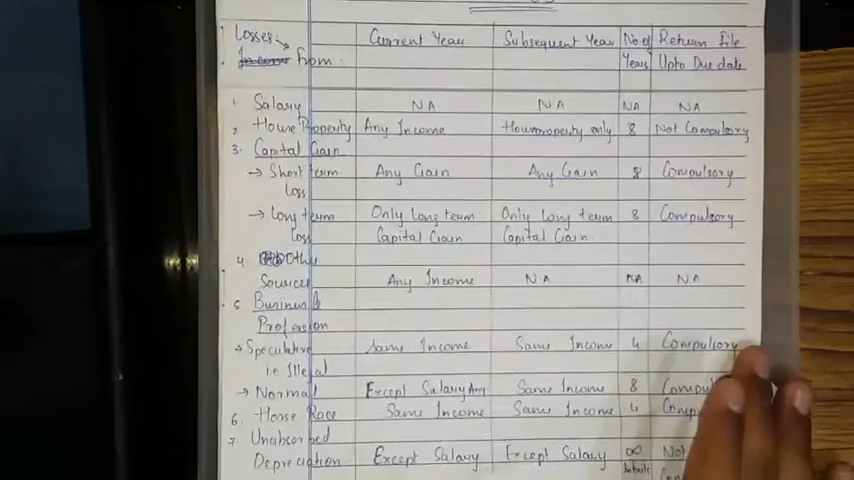 Losses Current Year Subsequent Year No of Return File
From Years Upto Due date
1. Salary NA NA NA NA
2. House Property Any Income Houseproperty only 8 Not Compulsory
3. Capital Gain
→ Short term Any Gain Any Gain 8 Compulsory
Loss
→ Long term Only Long term Only Long term 8 Compulsory
Loss Capital Gain Capital Gain
4. Other
Sources Any Income NA NA NA
5. Business &
Profession
→ Speculative Same Income Same Income 4 Compulsory
i.e Illegal
→ Normal Except Salary Any Same Income 8
6. Horse Race Same Income Same Income 4
7. Unabsorbed
Depreciation Except Salary Except Salary ∞ Not
Infinite